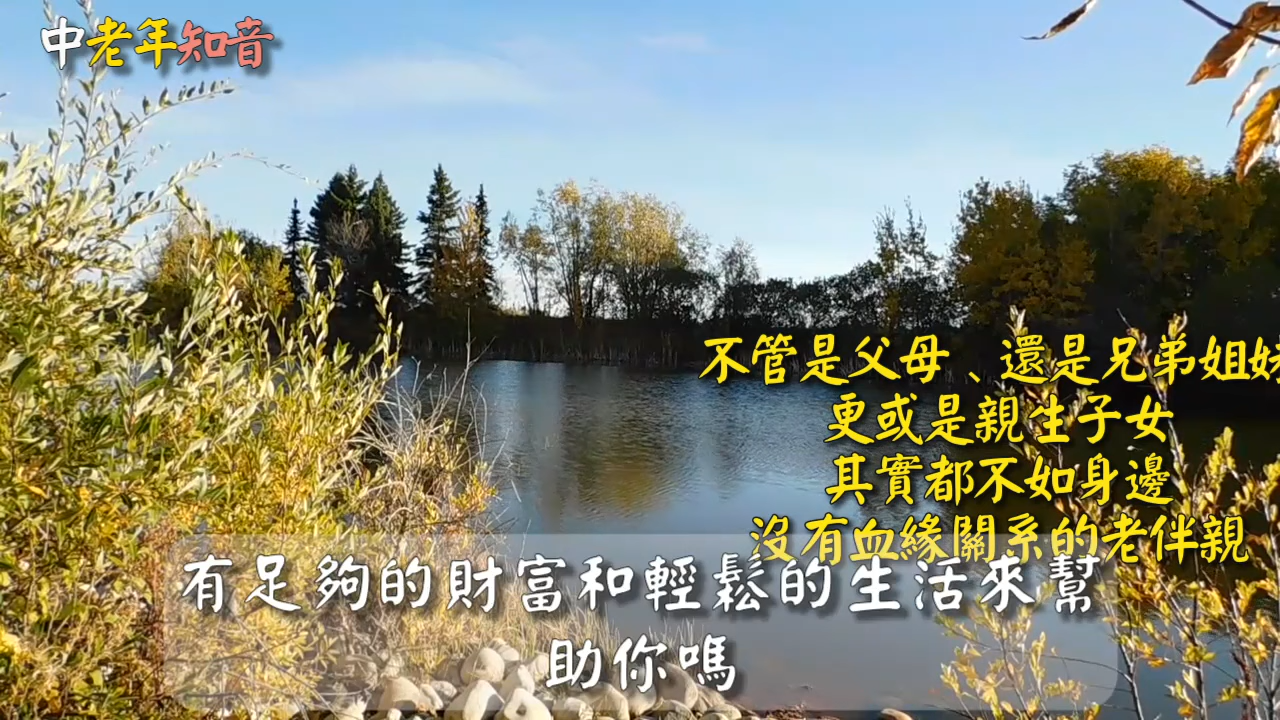 中老年知音
不管是父母、還是兄弟姐妹
更或是親生子女
其實都不如身邊
沒有血緣關系的老伴親
有足夠的財富和輕鬆的生活來幫
助你嗎